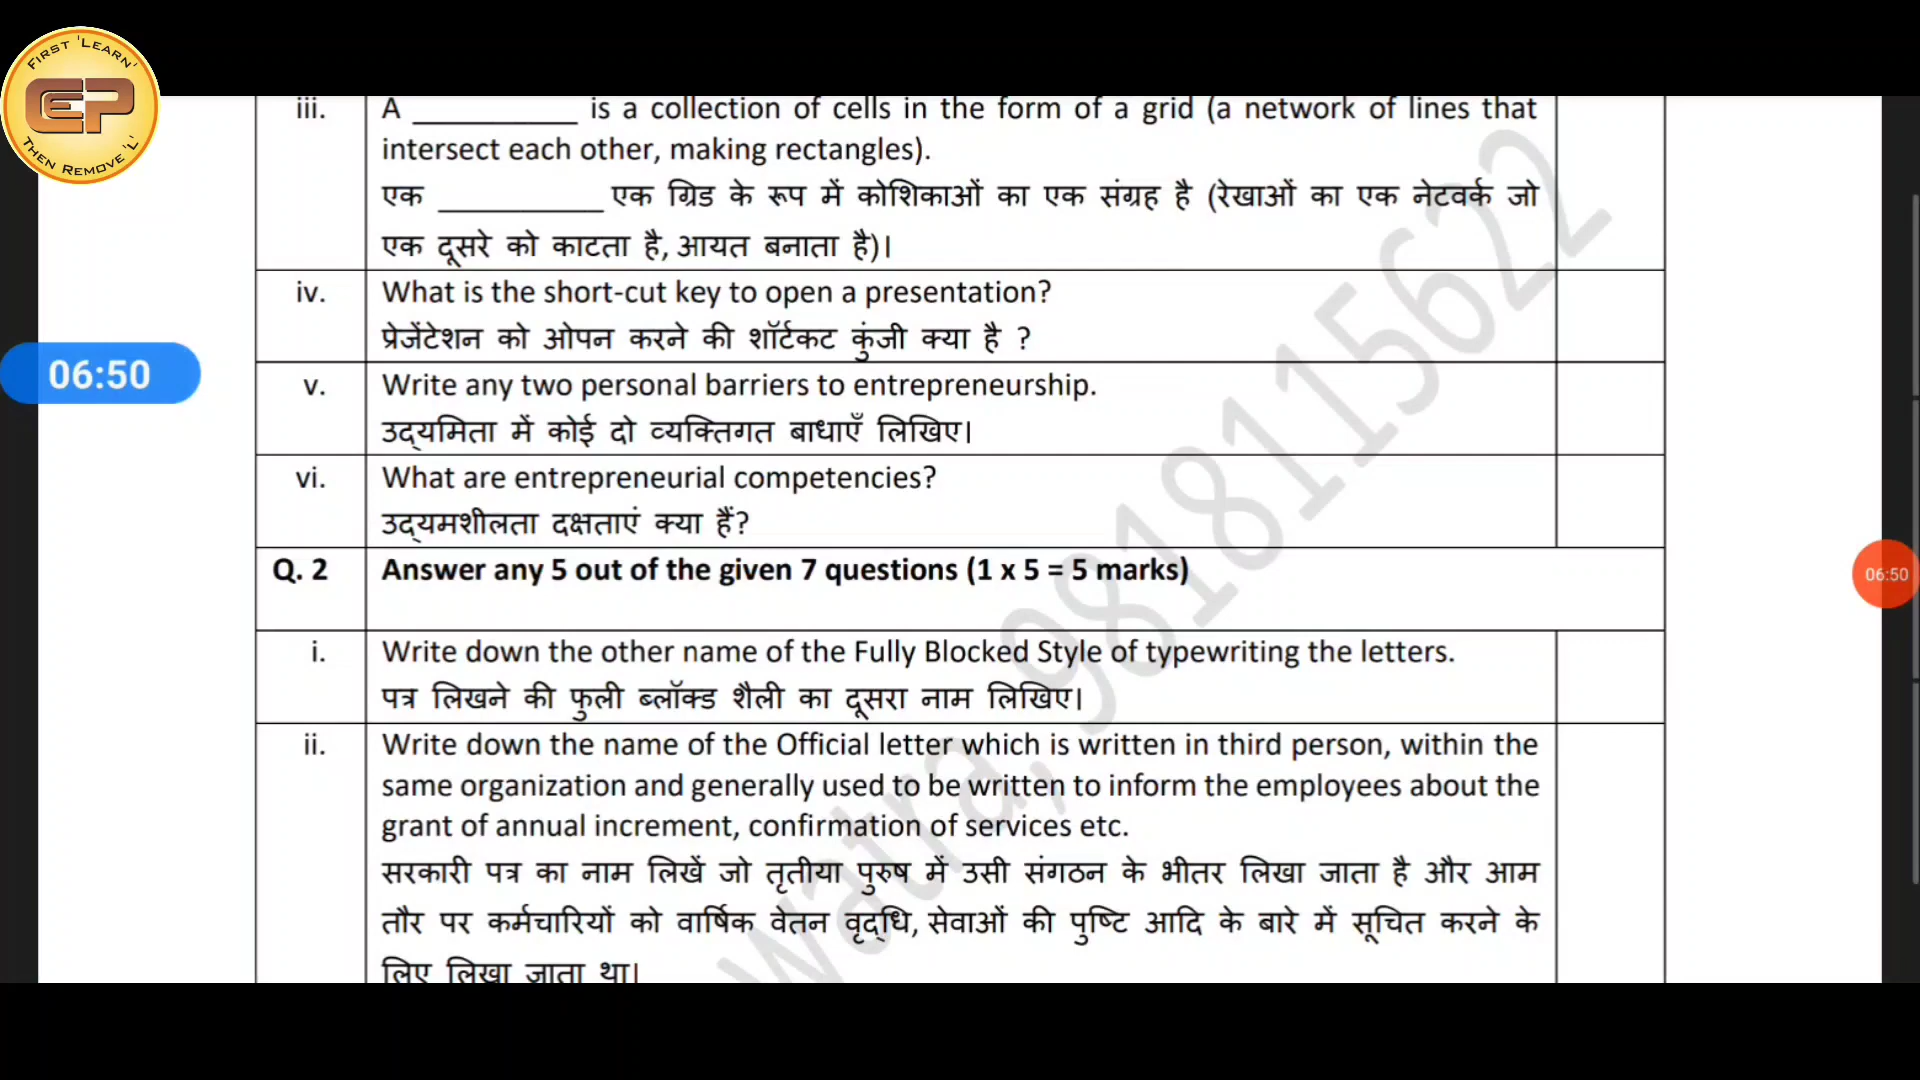 FIRST 'LEARN'
EP
THEN REMOVE 'L'
iii. A __________ is a collection of cells in the form of a grid (a network of lines that
intersect each other, making rectangles).
एक __________ एक ग्रिड के रूप में कोशिकाओं का एक संग्रह है (रेखाओं का एक नेटवर्क जो
एक दूसरे को काटता है, आयत बनाता है)।
iv. What is the short-cut key to open a presentation?
प्रेजेंटेशन को ओपन करने की शॉर्टकट कुंजी क्या है ?
06:50
v. Write any two personal barriers to entrepreneurship.
उद्यमिता में कोई दो व्यक्तिगत बाधाएँ लिखिए।
vi. What are entrepreneurial competencies?
उद्यमशीलता दक्षताएं क्या हैं?
Q. 2 Answer any 5 out of the given 7 questions (1 x 5 = 5 marks)
06:50
i. Write down the other name of the Fully Blocked Style of typewriting the letters.
पत्र लिखने की फुली ब्लॉक्ड शैली का दूसरा नाम लिखिए।
ii. Write down the name of the Official letter which is written in third person, within the
same organization and generally used to be written to inform the employees about the
grant of annual increment, confirmation of services etc.
सरकारी पत्र का नाम लिखें जो तृतीया पुरुष में उसी संगठन के भीतर लिखा जाता है और आम
तौर पर कर्मचारियों को वार्षिक वेतन वृद्धि, सेवाओं की पुष्टि आदि के बारे में सूचित करने के
लिए लिखा जाता था।
watra, 981811562